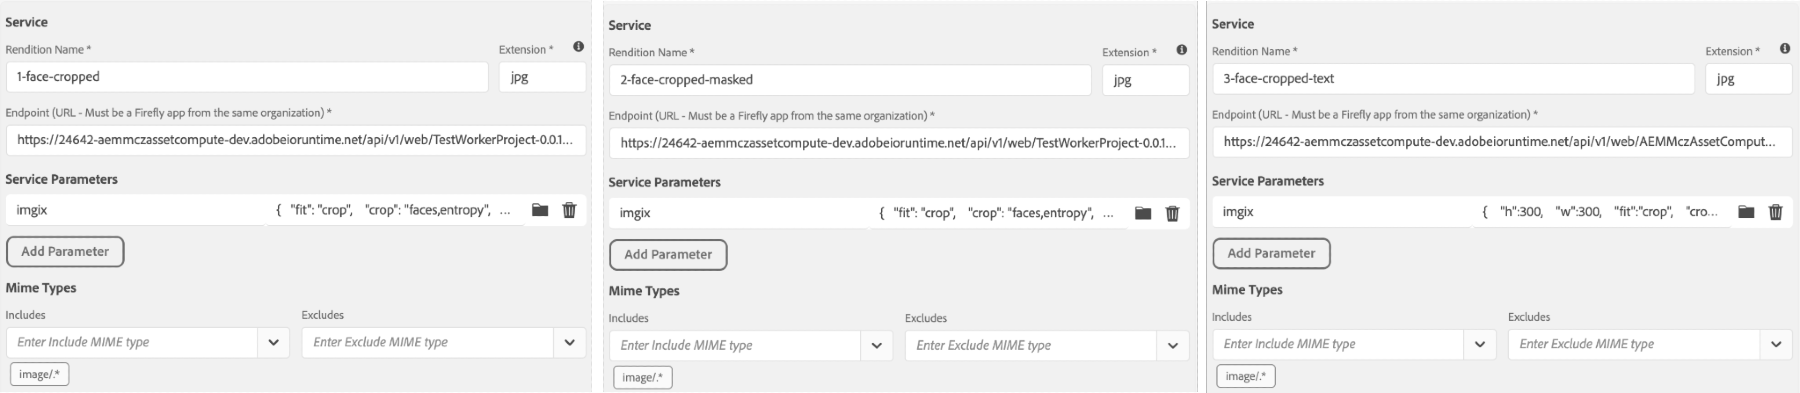 Service
Rendition Name *
Extension *
1-face-cropped
jpg
Endpoint (URL - Must be a Firefly app from the same organization) *
https://24642-aemmczassetcompute-dev.adobeioruntime.net/api/v1/web/TestWorkerProject-0.0.1...
Service Parameters
imgix
{ "fit": "crop", "crop": "faces,entropy", ...
Add Parameter
Mime Types
Includes
Excludes
Enter Include MIME type
Enter Exclude MIME type
image/.*
Service
Rendition Name *
Extension *
2-face-cropped-masked
jpg
Endpoint (URL - Must be a Firefly app from the same organization) *
https://24642-aemmczassetcompute-dev.adobeioruntime.net/api/v1/web/TestWorkerProject-0.0.1...
Service Parameters
imgix
{ "fit": "crop", "crop": "faces,entropy", ...
Add Parameter
Mime Types
Includes
Excludes
Enter Include MIME type
Enter Exclude MIME type
image/.*
Service
Rendition Name *
Extension *
3-face-cropped-text
jpg
Endpoint (URL - Must be a Firefly app from the same organization) *
https://24642-aemmczassetcompute-dev.adobeioruntime.net/api/v1/web/AEMMczAssetComput...
Service Parameters
imgix
{ "h":300, "w":300, "fit":"crop", "cro...
Add Parameter
Mime Types
Includes
Excludes
Enter Include MIME type
Enter Exclude MIME type
image/.*